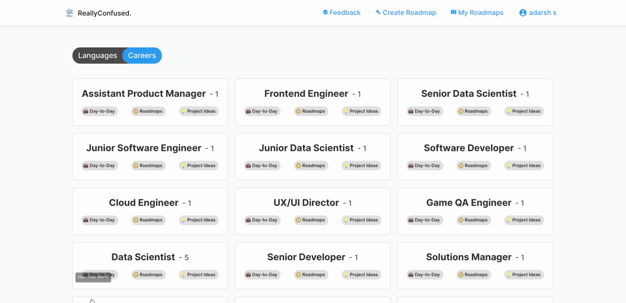 ReallyConfused.
Feedback
Create Roadmap
My Roadmaps
adarsh s
Languages Careers
Assistant Product Manager - 1
Day-to-Day Roadmaps Project Ideas
Frontend Engineer - 1
Day-to-Day Roadmaps Project Ideas
Senior Data Scientist - 1
Day-to-Day Roadmaps Project Ideas
Junior Software Engineer - 1
Day-to-Day Roadmaps Project Ideas
Junior Data Scientist - 1
Day-to-Day Roadmaps Project Ideas
Software Developer - 1
Day-to-Day Roadmaps Project Ideas
Cloud Engineer - 1
Day-to-Day Roadmaps Project Ideas
UX/UI Director - 1
Day-to-Day Roadmaps Project Ideas
Game QA Engineer - 1
Day-to-Day Roadmaps Project Ideas
Data Scientist - 5
Day-to-Day Roadmaps Project Ideas
Senior Developer - 1
Day-to-Day Roadmaps Project Ideas
Solutions Manager - 1
Day-to-Day Roadmaps Project Ideas